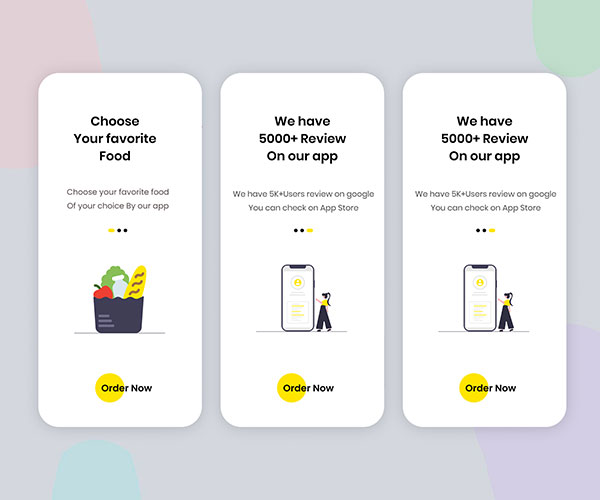 Choose
Your favorite
Food
Choose your favorite food
Of your choice By our app
Order Now
We have
5000+ Review
On our app
We have 5K+Users review on google
You can check on App Store
Order Now
We have
5000+ Review
On our app
We have 5K+Users review on google
You can check on App Store
Order Now